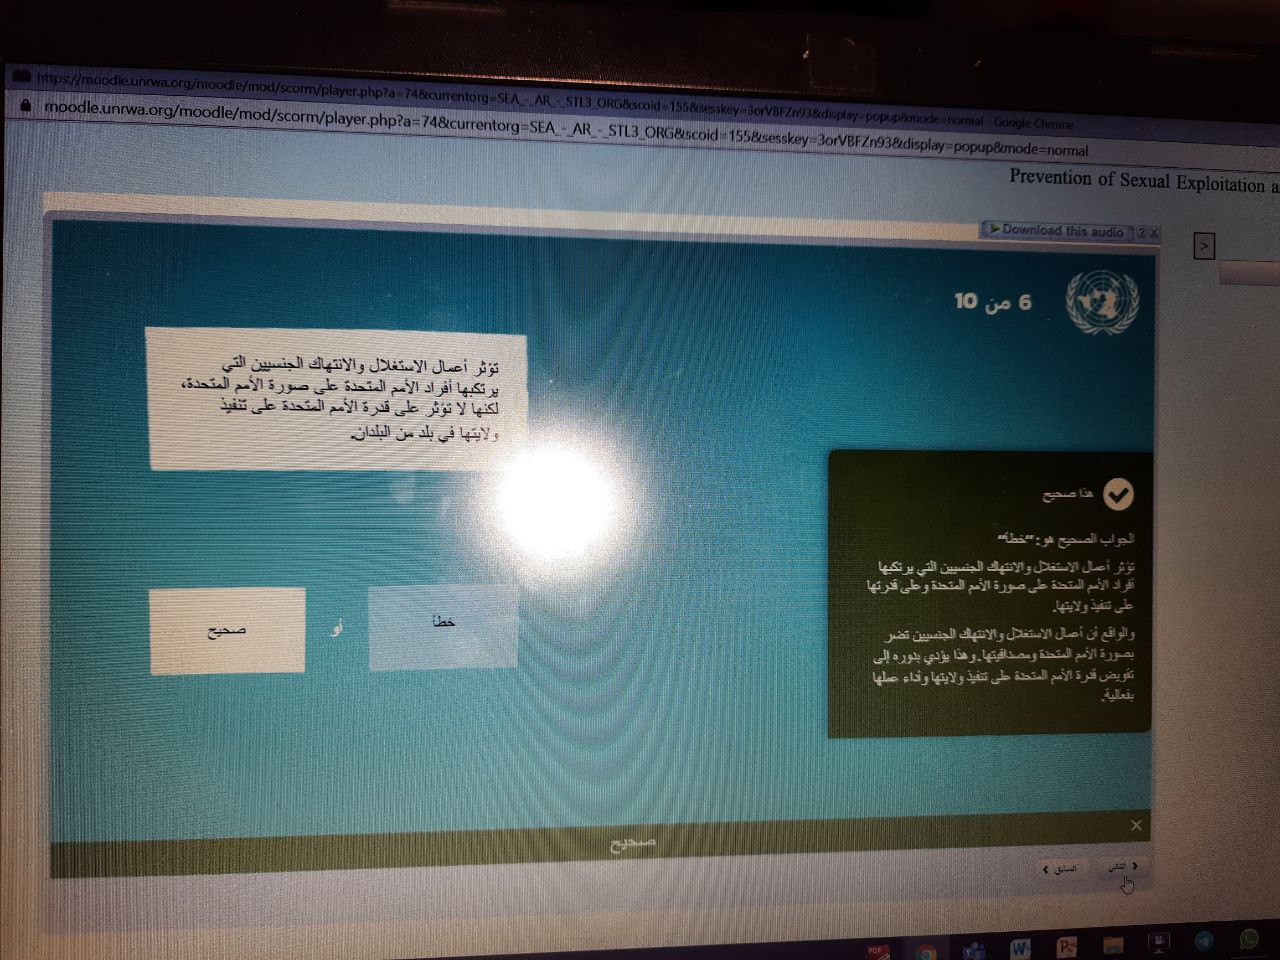 https://moodle.unrwa.org/moodle/mod/scorm/player.php?a=74&currentorg=SEA_-_AR_-_STL3_ORG&scoid=155&sesskey=3orVBFZn93&display=popup&mode=normal - Google Chrome
moodle.unrwa.org/moodle/mod/scorm/player.php?a=74&currentorg=SEA_-_AR_-_STL3_ORG&scoid=155&sesskey=3orVBFZn93&display=popup&mode=normal
Prevention of Sexual Exploitation a
Download this audio ? X
>
6 من 10
تؤثر أعمال الاستغلال والانتهاك الجنسيين التي
يرتكبها أفراد الأمم المتحدة على صورة الأمم المتحدة،
لكنها لا تؤثر على قدرة الأمم المتحدة على تنفيذ
ولايتها في بلد من البلدان.
خطأ
أو
صحيح
هذا صحيح
الجواب الصحيح هو: "خطأ"
تؤثر أعمال الاستغلال والانتهاك الجنسيين التي يرتكبها
أفراد الأمم المتحدة على صورة الأمم المتحدة وعلى قدرتها
على تنفيذ ولايتها.
والواقع أن أعمال الاستغلال والانتهاك الجنسيين تضر
بصورة الأمم المتحدة ومصداقيتها. وهذا يؤدي بدوره إلى
تقويض قدرة الأمم المتحدة على تنفيذ ولايتها وأداء عملها
بفعالية.
صحيح
التالي
السابق
PDF